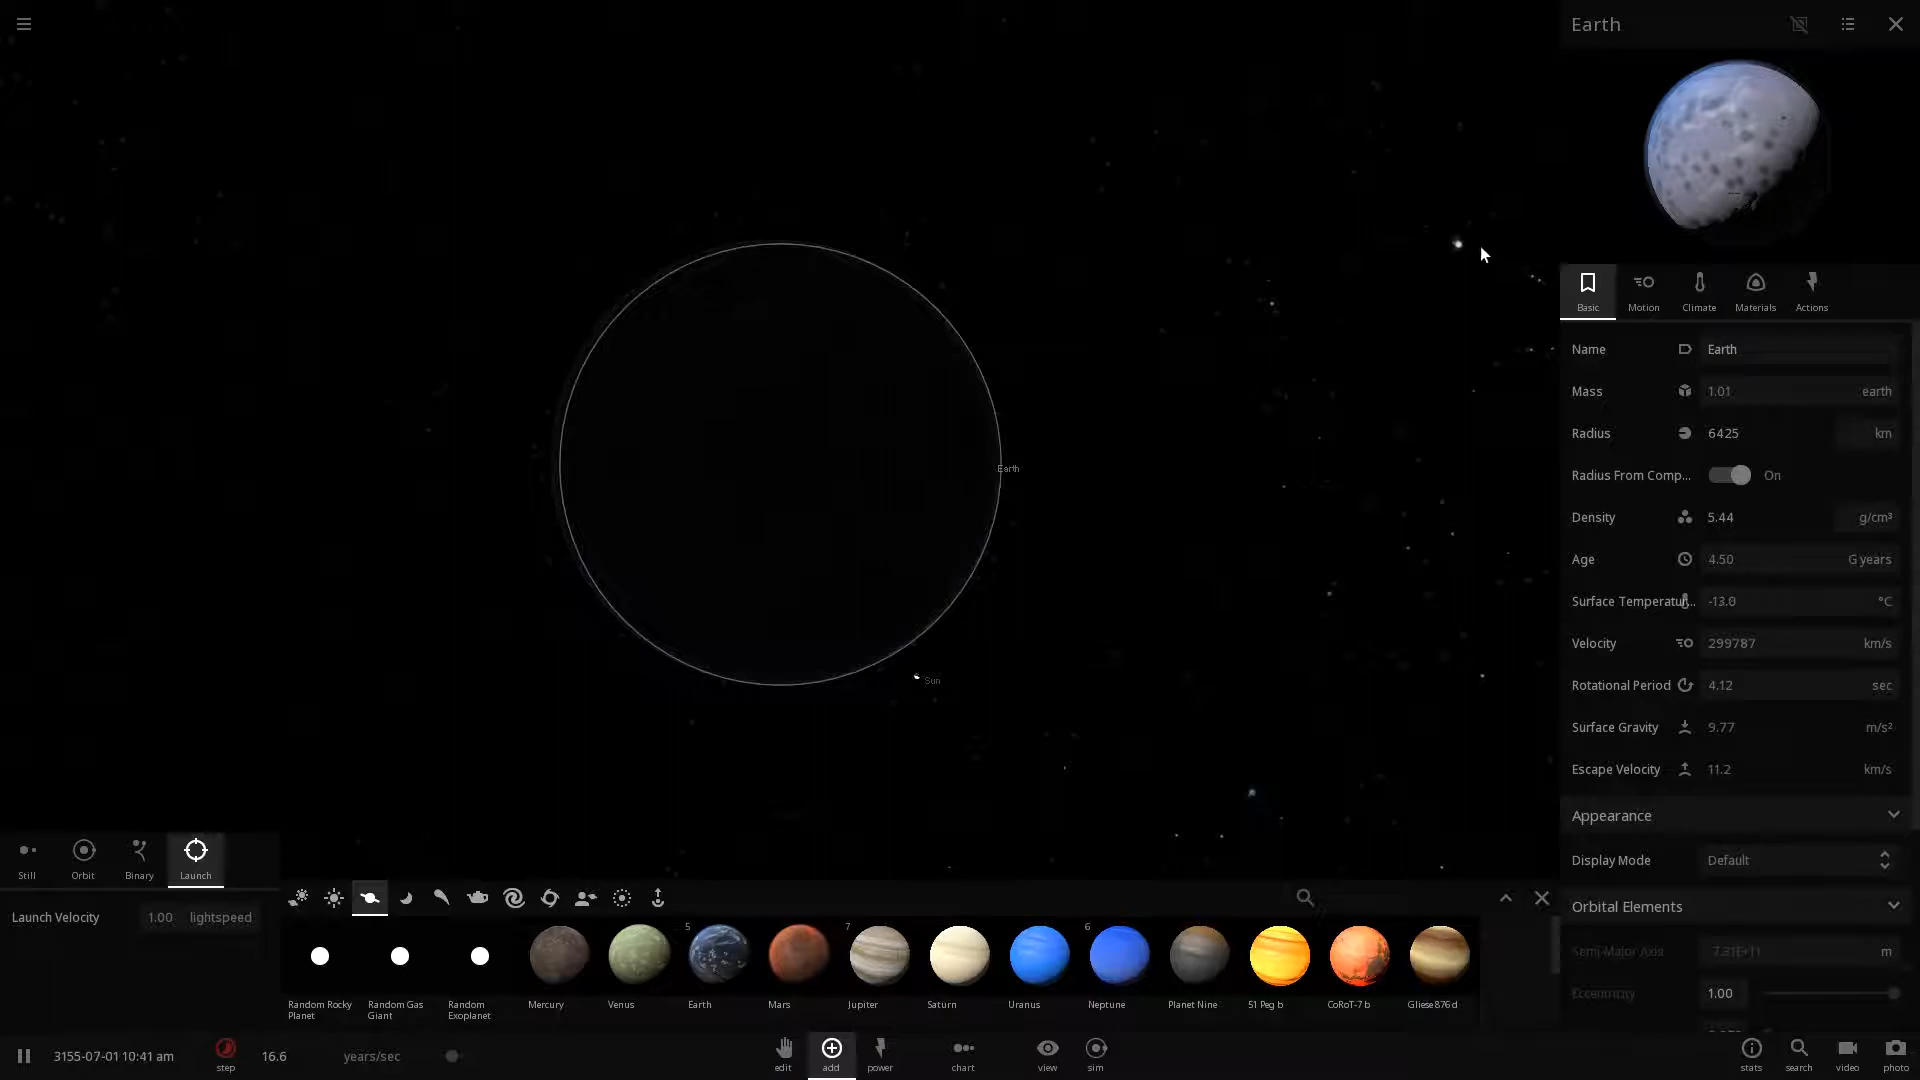 Earth
Basic
Motion
Climate
Materials
Actions
Name Earth
Mass 1.01 earth
Radius 6425 km
Radius From Comp... On
Density 5.44 g/cm³
Age 4.50 G years
Surface Temperatur... -13.0 °C
Velocity 299787 km/s
Rotational Period 4.12 sec
Surface Gravity 9.77 m/s²
Escape Velocity 11.2 km/s
Appearance
Display Mode Default
Orbital Elements
Semi-Major Axis m
Eccentricity 1.00
Earth
Sun
Still
Orbit
Binary
Launch
Launch Velocity 1.00 lightspeed
5
7
6
Random Rocky
Planet
Random Gas
Giant
Random
Exoplanet
Mercury
Venus
Earth
Mars
Jupiter
Saturn
Uranus
Neptune
Planet Nine
51 Peg b
CoRoT-7 b
Gliese 876 d
3155-07-01 10:41 am
step
16.6 years/sec
edit
add
power
chart
view
sim
stats
search
video
photo